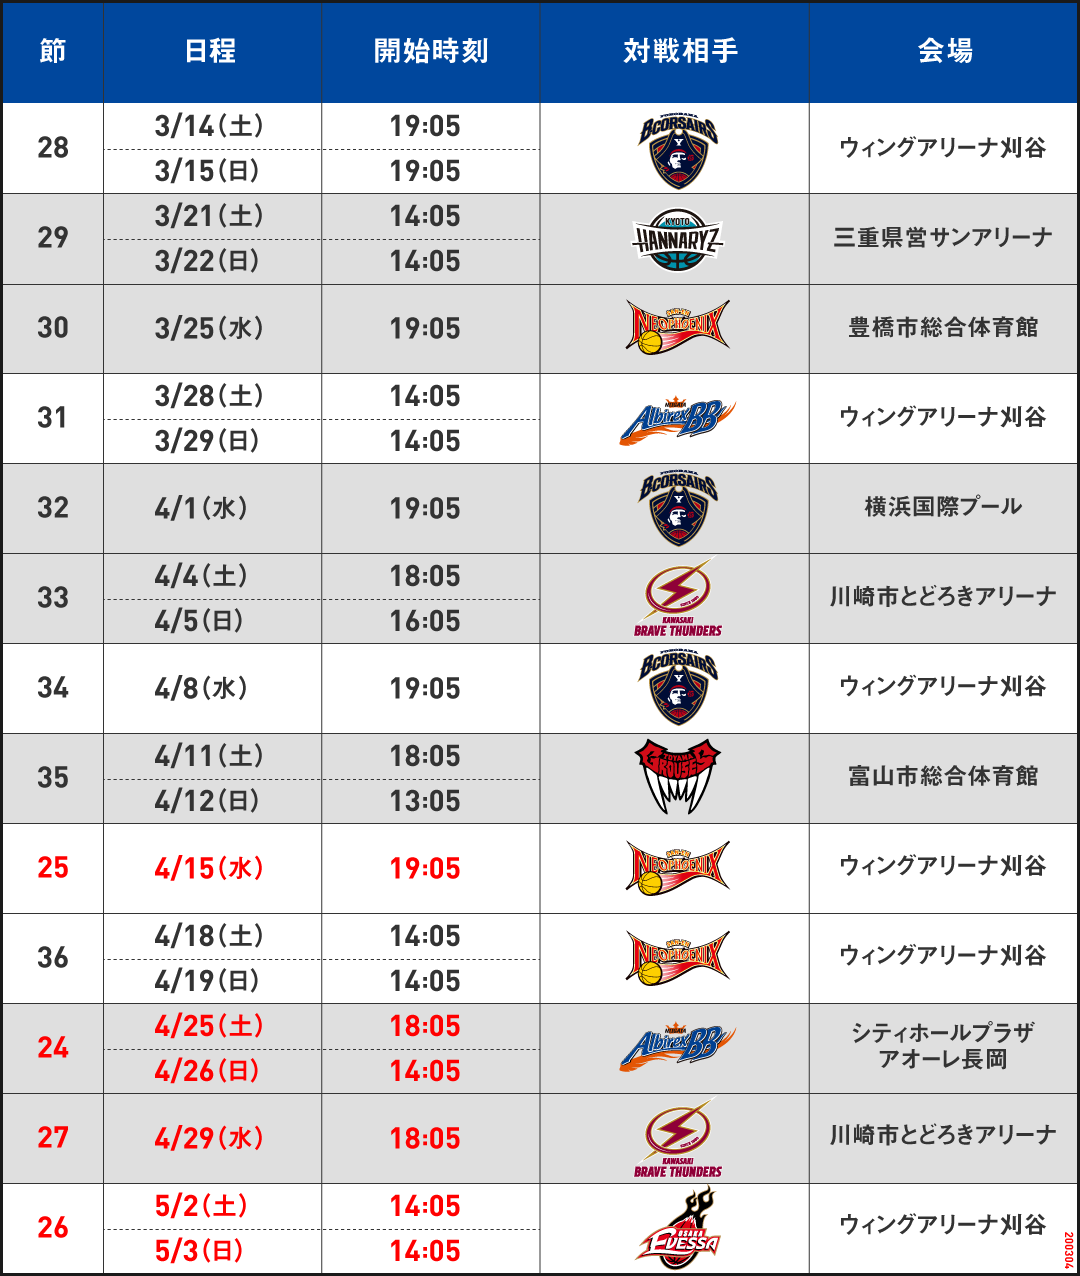 節 日程 開始時刻 対戦相手 会場
28 3/14(土) 19:05 YOKOHAMA BCORSAIRS ウィングアリーナ刈谷
3/15(日) 19:05
29 3/21(土) 14:05 KYOTO HANNARYZ 三重県営サンアリーナ
3/22(日) 14:05
30 3/25(水) 19:05 NEOPHOENIX 豊橋市総合体育館
31 3/28(土) 14:05 NIIGATA AlbirexBB ウィングアリーナ刈谷
3/29(日) 14:05
32 4/1(水) 19:05 YOKOHAMA BCORSAIRS 横浜国際プール
33 4/4(土) 18:05 KAWASAKI BRAVE THUNDERS 川崎市とどろきアリーナ
4/5(日) 16:05
34 4/8(水) 19:05 YOKOHAMA BCORSAIRS ウィングアリーナ刈谷
35 4/11(土) 18:05 TOYAMA GROUSES 富山市総合体育館
4/12(日) 13:05
25 4/15(水) 19:05 NEOPHOENIX ウィングアリーナ刈谷
36 4/18(土) 14:05 NEOPHOENIX ウィングアリーナ刈谷
4/19(日) 14:05
24 4/25(土) 18:05 NIIGATA AlbirexBB シティホールプラザ
アオーレ長岡
4/26(日) 14:05
27 4/29(水) 18:05 KAWASAKI BRAVE THUNDERS 川崎市とどろきアリーナ
26 5/2(土) 14:05 EVESSA ウィングアリーナ刈谷
5/3(日) 14:05
200304